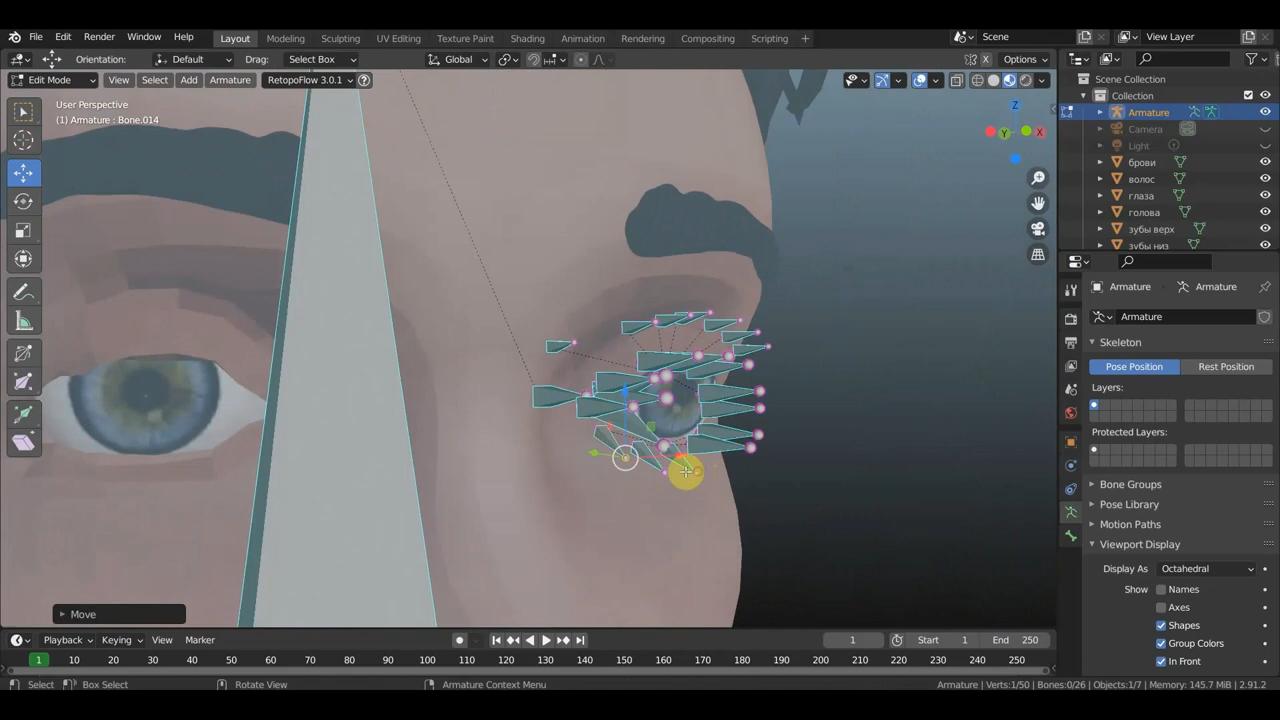 File Edit Render Window Help Layout Modeling Sculpting UV Editing Texture Paint Shading Animation Rendering Compositing Scripting + Scene View Layer
Orientation: Default Drag: Select Box Global Options
Edit Mode View Select Add Armature RetopoFlow 3.0.1 ?
User Perspective
(1) Armature : Bone.014
Z
Y
X
Scene Collection
Collection
Armature
Camera
Light
брови
волос
глаза
голова
зубы верх
зубы низ
Armature Armature
Armature
Skeleton
Pose Position Rest Position
Layers:
Protected Layers:
Bone Groups
Pose Library
Motion Paths
Viewport Display
Display As Octahedral
Show Names
Axes
Shapes
Group Colors
In Front
Move
Playback Keying View Marker 1 Start 1 End 250
1 10 20 30 40 50 60 70 80 90 100 110 120 130 140 150 160 170 180 190 200 210 220 230 240 250
Select Box Select Rotate View Armature Context Menu Armature | Verts:1/50 | Bones:0/26 | Objects:1/7 | Memory: 145.7 MiB | 2.91.2